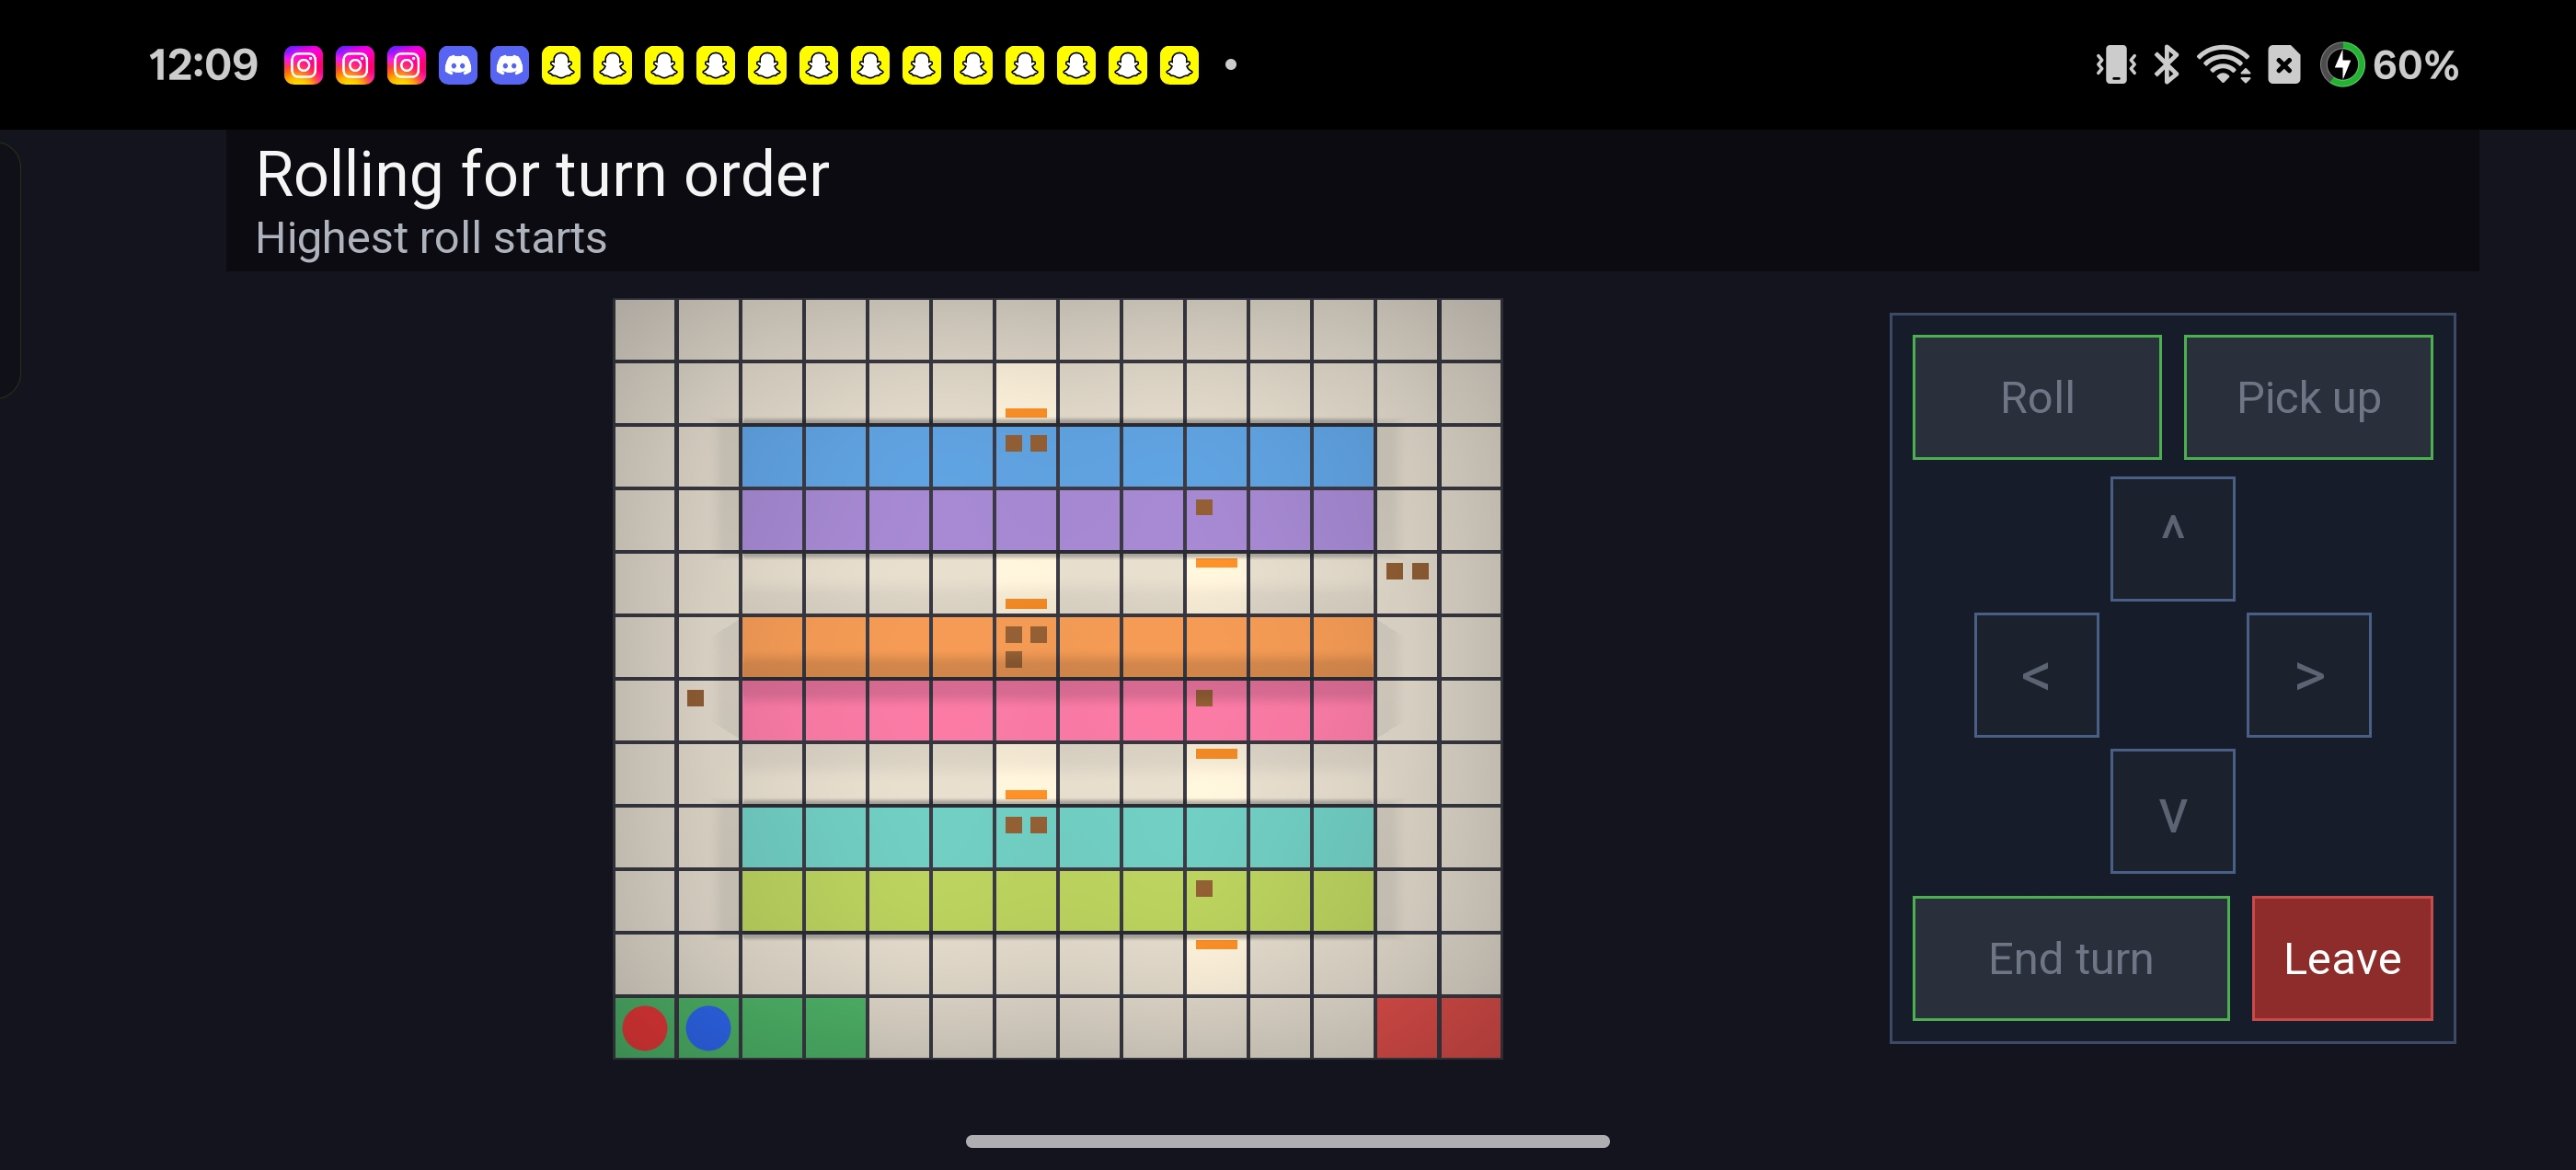 12:09
60%
Rolling for turn order
Highest roll starts
Roll
Pick up
^
<
>
V
End turn
Leave